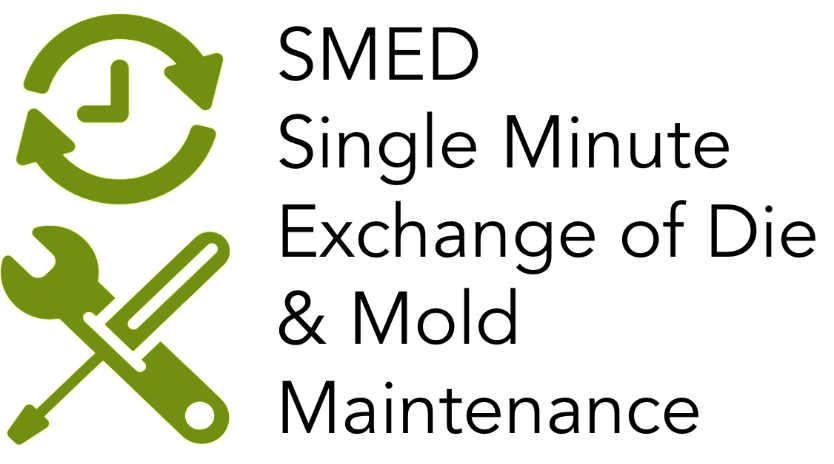 SMED
Single Minute
Exchange of Die
& Mold
Maintenance